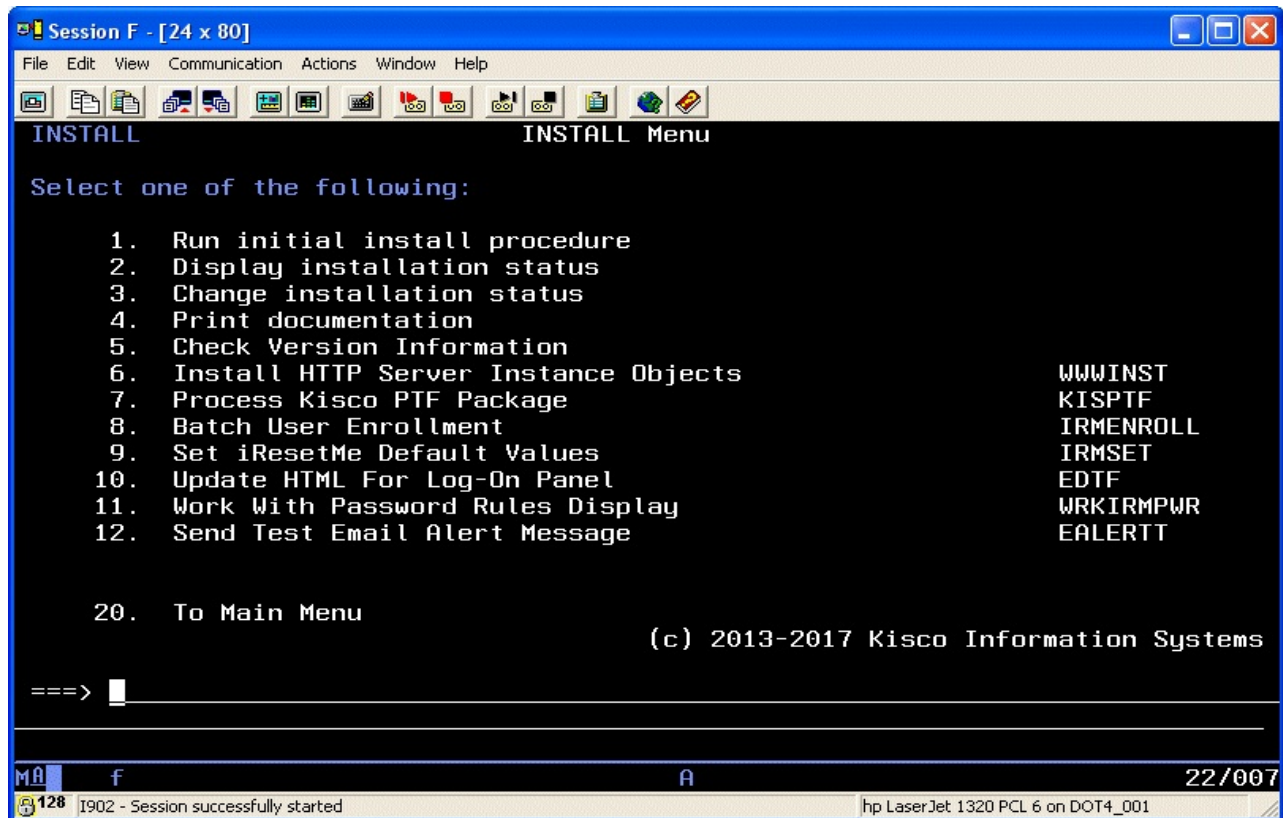 Session F - [24 x 80]
File Edit View Communication Actions Window Help
INSTALL INSTALL Menu
Select one of the following:
1. Run initial install procedure
2. Display installation status
3. Change installation status
4. Print documentation
5. Check Version Information
6. Install HTTP Server Instance Objects WWWINST
7. Process Kisco PTF Package KISPTF
8. Batch User Enrollment IRMENROLL
9. Set iResetMe Default Values IRMSET
10. Update HTML For Log-On Panel EDTF
11. Work With Password Rules Display WRKIRMPWR
12. Send Test Email Alert Message EALERTT
20. To Main Menu
(c) 2013-2017 Kisco Information Systems
===>
MA f A 22/007
128 I902 - Session successfully started hp LaserJet 1320 PCL 6 on DOT4_001